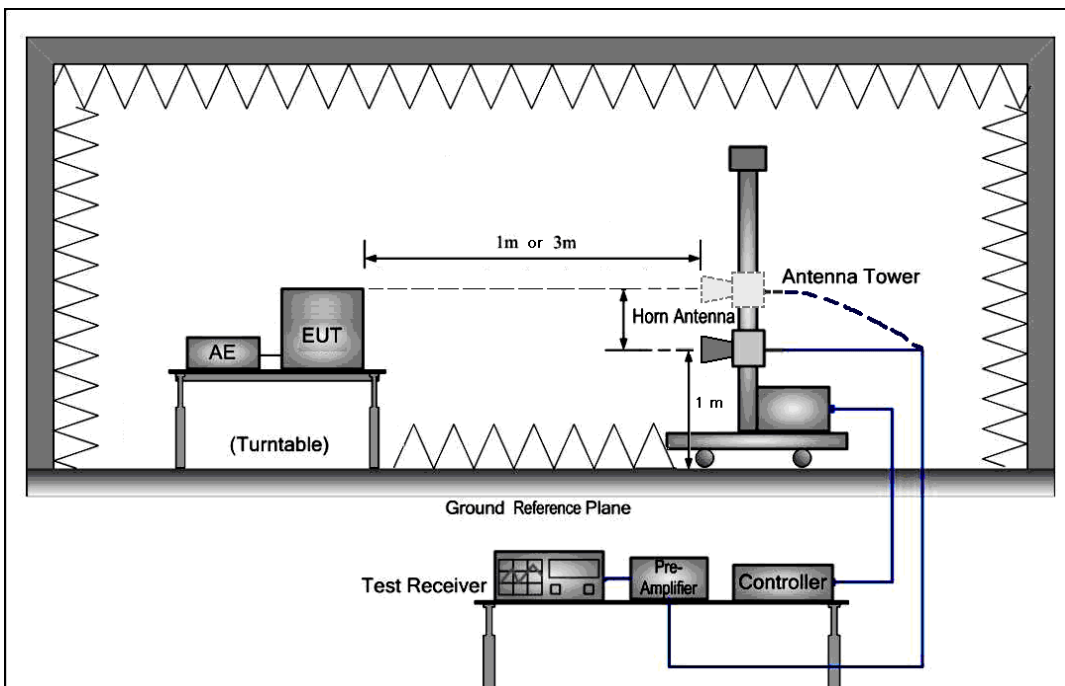 1m or 3m
Antenna Tower
Horn Antenna
EUT
AE
1 m
(Turntable)
Ground Reference Plane
Test Receiver
Pre-
Amplifier
Controller